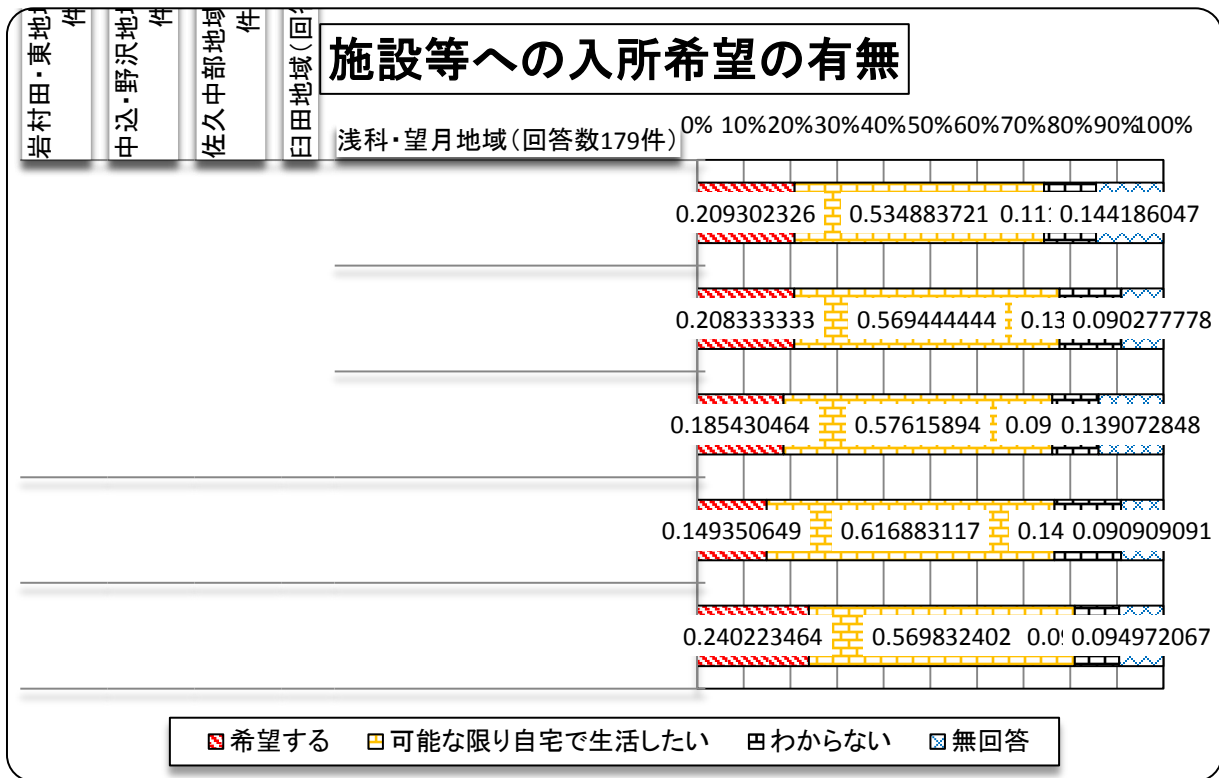 施設等への入所希望の有無
岩村田・東地
件
中込・野沢地
件
佐久中部地域
件
臼田地域(回
浅科・望月地域(回答数179件)
0% 10% 20% 30% 40% 50% 60% 70% 80% 90% 100%
0.209302326 0.534883721 0.11 0.144186047
0.208333333 0.569444444 0.13 0.090277778
0.185430464 0.57615894 0.09 0.139072848
0.149350649 0.616883117 0.14 0.090909091
0.240223464 0.569832402 0.09 0.094972067
希望する 可能な限り自宅で生活したい わからない 無回答